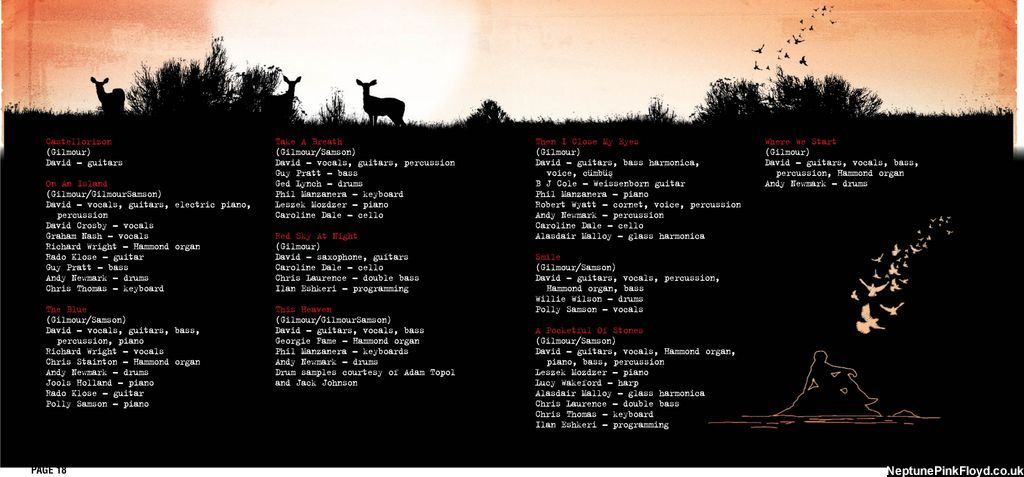 Castellorizon
(Gilmour)
David – guitars
On An Island
(Gilmour/GilmourSamson)
David – vocals, guitars, electric piano,
percussion
David Crosby – vocals
Graham Nash – vocals
Richard Wright – Hammond organ
Rado Klose – guitar
Guy Pratt – bass
Andy Newmark – drums
Chris Thomas – keyboard
The Blue
(Gilmour/Samson)
David – vocals, guitars, bass,
percussion, piano
Richard Wright – vocals
Chris Stainton – Hammond organ
Andy Newmark – drums
Jools Holland – piano
Rado Klose – guitar
Polly Samson – piano
Take A Breath
(Gilmour/Samson)
David – vocals, guitars, percussion
Guy Pratt – bass
Ged Lynch – drums
Phil Manzanera – keyboard
Leszek Mozdzer – piano
Caroline Dale – cello
Red Sky At Night
(Gilmour)
David – saxophone, guitars
Caroline Dale – cello
Chris Laurence – double bass
Ilan Eshkeri – programming
This Heaven
(Gilmour/GilmourSamson)
David – guitars, vocals, bass
Georgie Fame – Hammond organ
Phil Manzanera – keyboards
Andy Newmark – drums
Drum samples courtesy of Adam Topol
and Jack Johnson
Then I Close My Eyes
(Gilmour)
David – guitars, bass harmonica,
voice, cümbüş
B J Cole – Weissenborn guitar
Phil Manzanera – piano
Robert Wyatt – cornet, voice, percussion
Andy Newmark – percussion
Caroline Dale – cello
Alasdair Malloy – glass harmonica
Smile
(Gilmour/Samson)
David – guitars, vocals, percussion,
Hammond organ, bass
Willie Wilson – drums
Polly Samson – vocals
A Pocketful Of Stones
(Gilmour/Samson)
David – guitars, vocals, Hammond organ,
piano, bass, percussion
Leszek Mozdzer – piano
Lucy Wakeford – harp
Alasdair Malloy – glass harmonica
Chris Laurence – double bass
Chris Thomas – keyboard
Ilan Eshkeri – programming
Where We Start
(Gilmour)
David – guitars, vocals, bass,
percussion, Hammond organ
Andy Newmark – drums
PAGE 18
NeptunePinkFloyd.co.uk